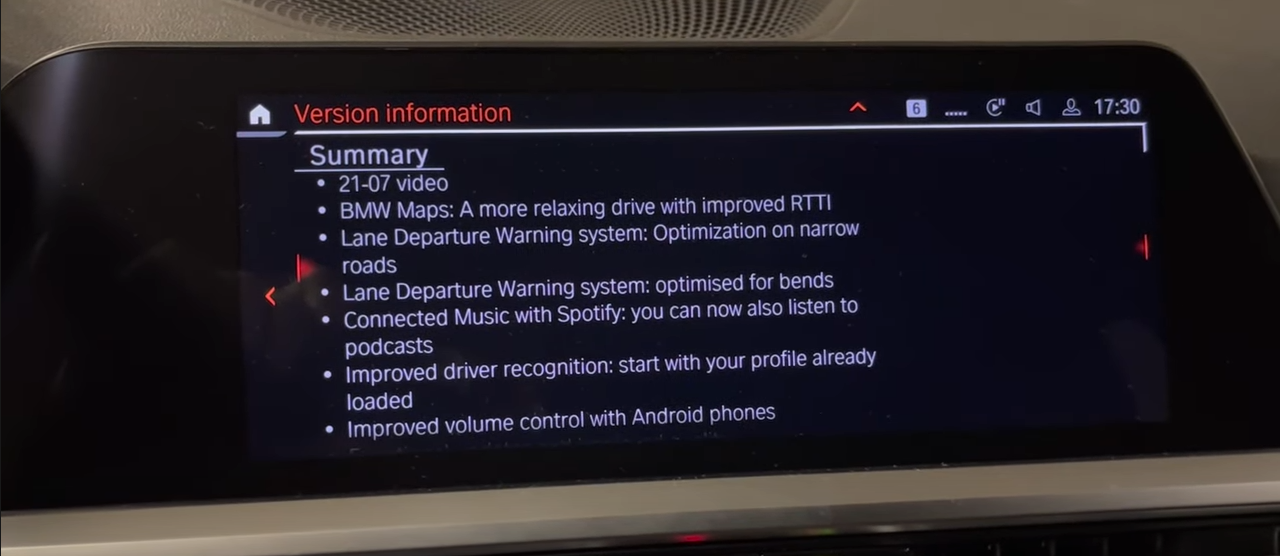 Version information
6
17:30
Summary
• 21-07 video
• BMW Maps: A more relaxing drive with improved RTTI
• Lane Departure Warning system: Optimization on narrow
roads
• Lane Departure Warning system: optimised for bends
• Connected Music with Spotify: you can now also listen to
podcasts
• Improved driver recognition: start with your profile already
loaded
• Improved volume control with Android phones